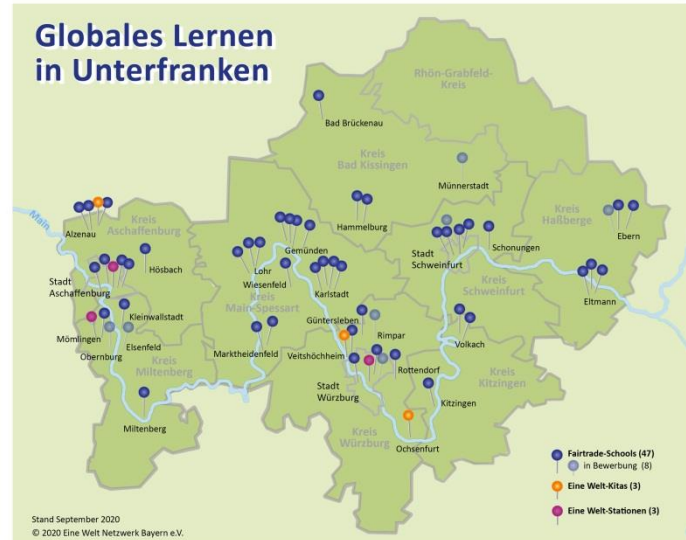 Globales Lernen
in Unterfranken
Rhön-Grabfeld-
Kreis
Bad Brückenau
Kreis
Bad Kissingen
Münnerstadt
Main
Alzenau
Kreis
Aschaffenburg
Hammelburg
Kreis
Haßberge
Ebern
Gemünden
Stadt
Schweinfurt
Schonungen
Hösbach
Lohr
Wiesenfeld
Karlstadt
Stadt
Aschaffenburg
Kreis
Main-Spessart
Kreis
Schweinfurt
Eltmann
Kleinwallstadt
Güntersleben
Mömlingen
Elsenfeld
Obernburg
Marktheidenfeld
Rimpar
Volkach
Veitshöchheim
Kreis
Miltenberg
Rottendorf
Stadt
Würzburg
Kitzingen
Kreis
Kitzingen
Miltenberg
Kreis
Würzburg
Ochsenfurt
Fairtrade-Schools (47)
in Bewerbung (8)
Eine Welt-Kitas (3)
Eine Welt-Stationen (3)
Stand September 2020
© 2020 Eine Welt Netzwerk Bayern e.V.